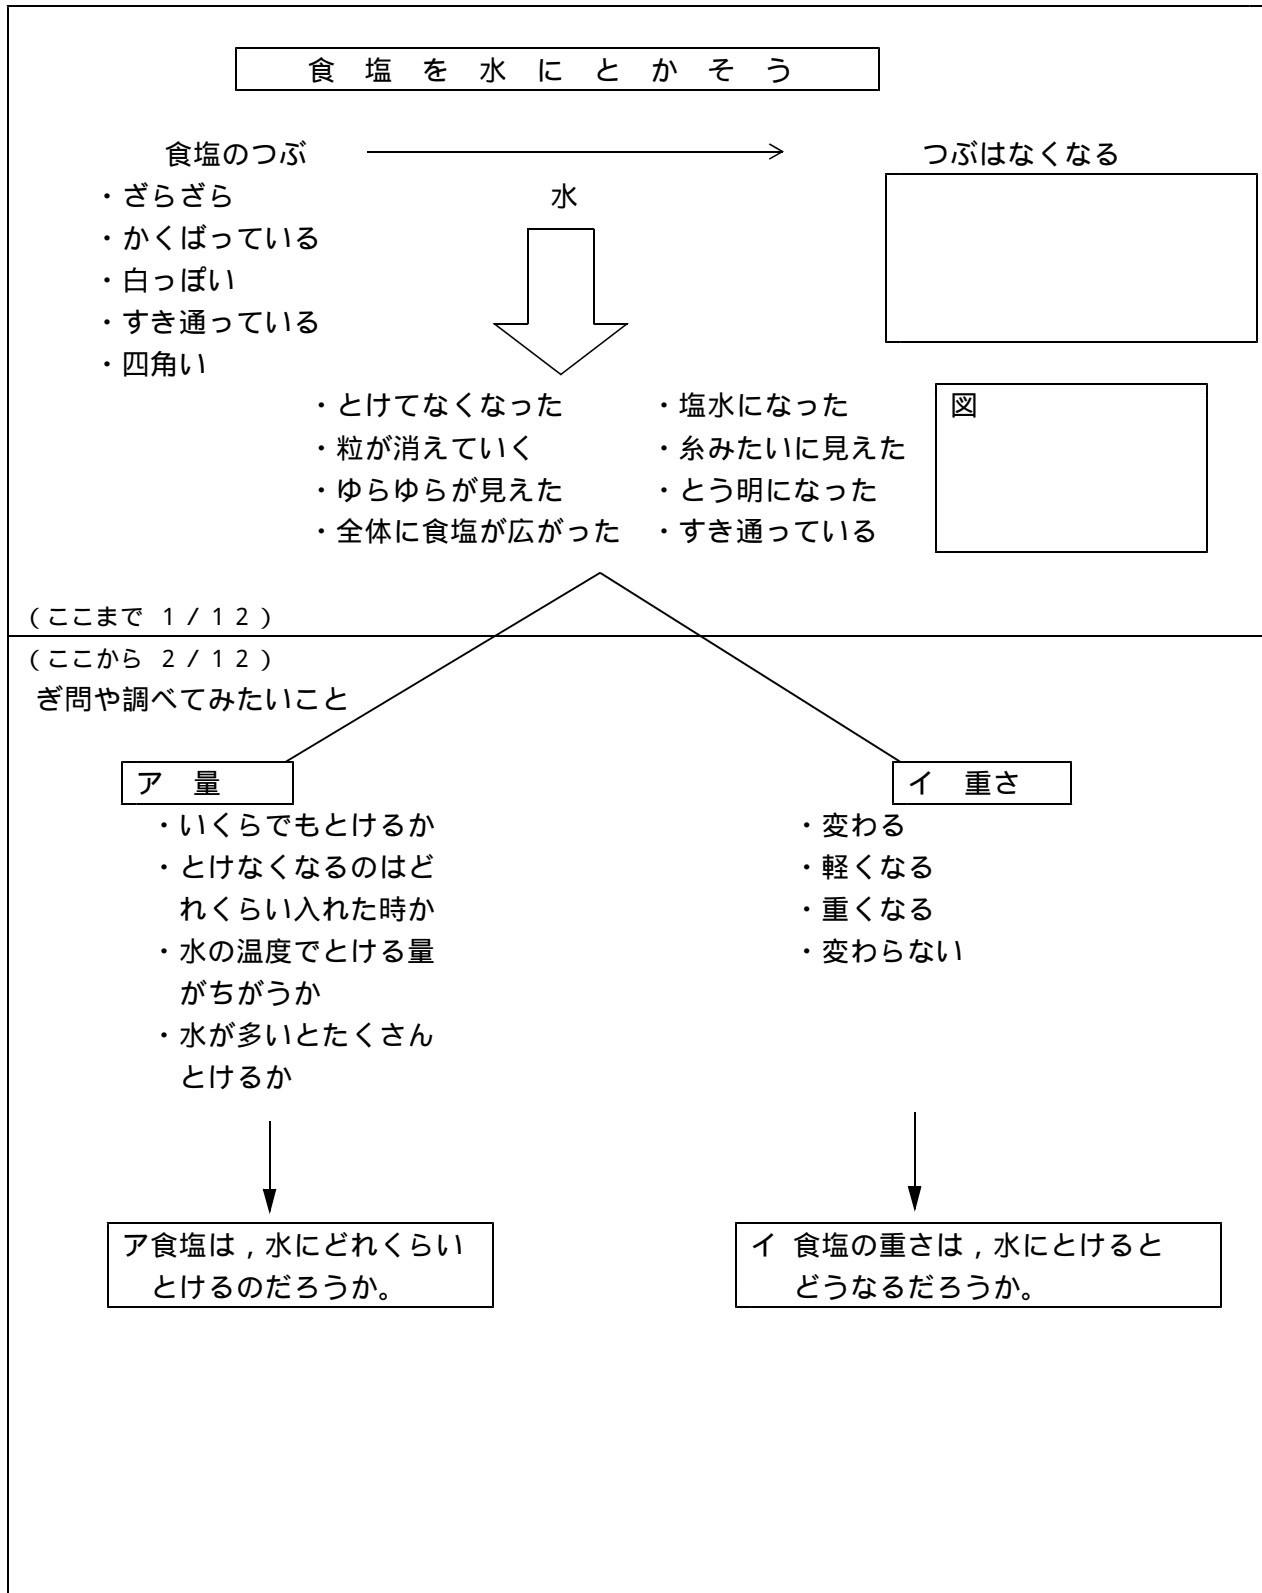 食塩を水にとかそう
食塩のつぶ
・ざらざら
・かくばっている
・白っぽい
・すき通っている
・四角い
水
つぶはなくなる
・とけてなくなった
・粒が消えていく
・ゆらゆらが見えた
・全体に食塩が広がった
・塩水になった
・糸みたいに見えた
・とう明になった
・すき通っている
図
(ここまで 1/12)
(ここから 2/12)
ぎ問や調べてみたいこと
ア 量
・いくらでもとけるか
・とけなくなるのはど
れくらい入れた時か
・水の温度でとける量
がちがうか
・水が多いとたくさん
とけるか
イ 重さ
・変わる
・軽くなる
・重くなる
・変わらない
ア食塩は,水にどれくらい
とけるのだろうか。
イ 食塩の重さは,水にとけると
どうなるだろうか。